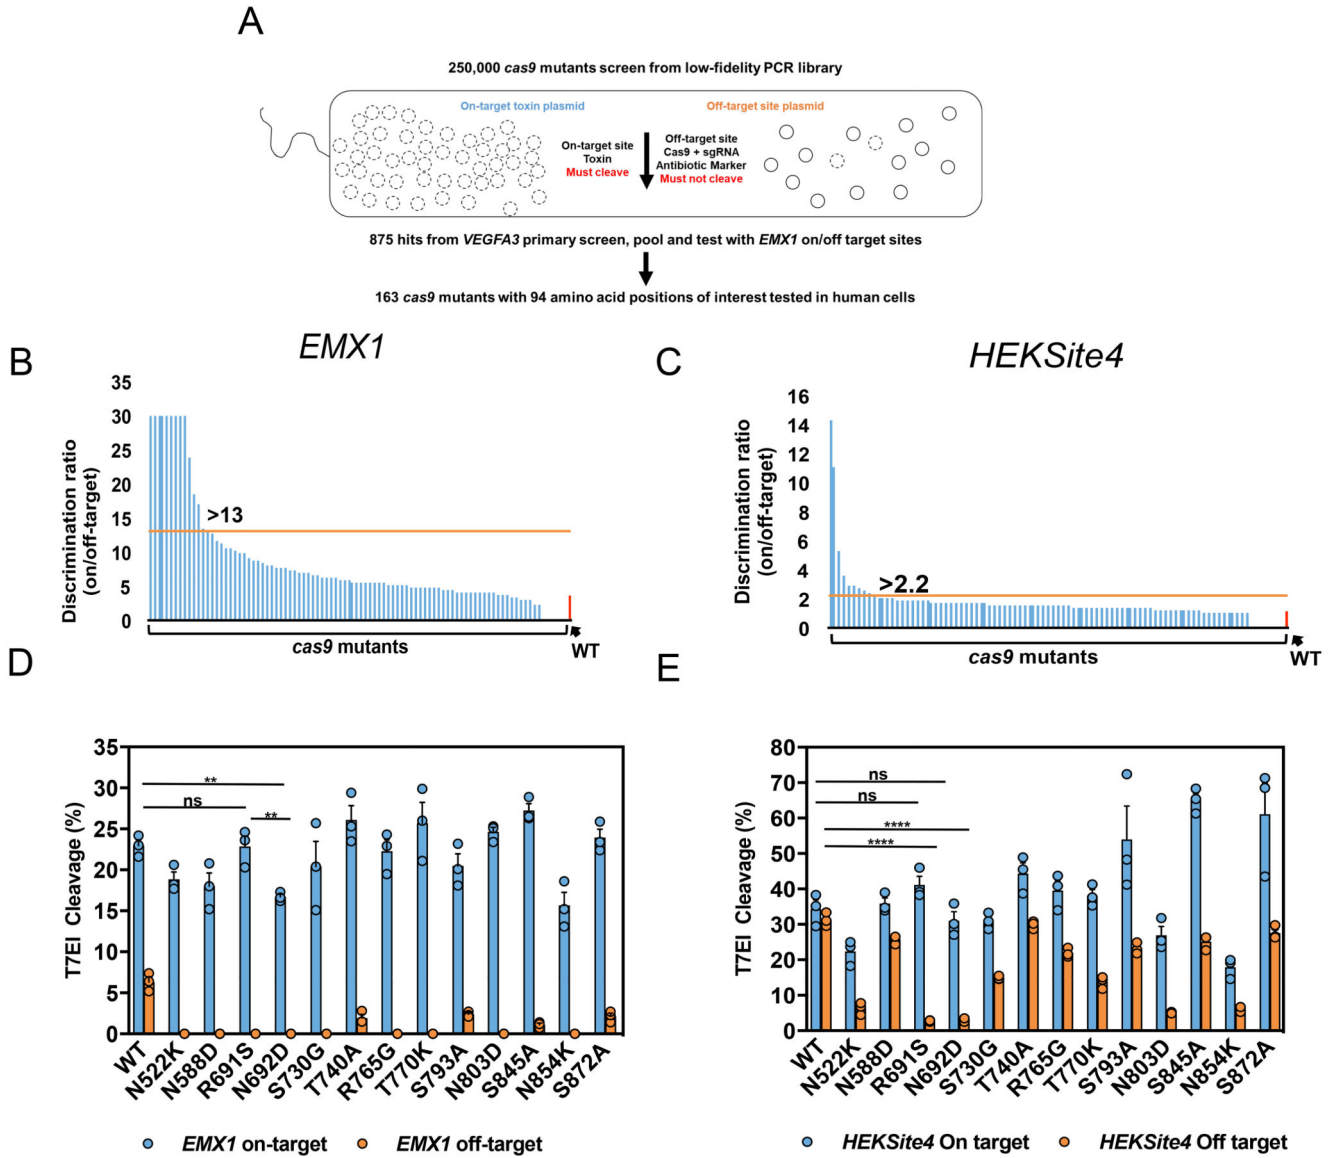 A
250,000 cas9 mutants screen from low-fidelity PCR library
On-target toxin plasmid
Off-target site plasmid
On-target site
Toxin
Must cleave
Off-target site
Cas9 + sgRNA
Antibiotic Marker
Must not cleave
875 hits from VEGFA3 primary screen, pool and test with EMX1 on/off target sites
163 cas9 mutants with 94 amino acid positions of interest tested in human cells
B
EMX1
Discrimination ratio
(on/off-target)
35
30
25
20
15
10
5
0
>13
cas9 mutants
WT
C
HEKSite4
Discrimination ratio
(on/off-target)
16
14
12
10
8
6
4
2
0
>2.2
cas9 mutants
WT
D
T7EI Cleavage (%)
35
30
25
20
15
10
5
0
**
ns
**
WT
N522K
N588D
R691S
N692D
S730G
T740A
R765G
T770K
S793A
N803D
S845A
N854K
S872A
EMX1 on-target
EMX1 off-target
E
T7EI Cleavage (%)
80
70
60
50
40
30
20
10
0
ns
ns
****
****
WT
N522K
N588D
R691S
N692D
S730G
T740A
R765G
T770K
S793A
N803D
S845A
N854K
S872A
HEKSite4 On target
HEKSite4 Off target